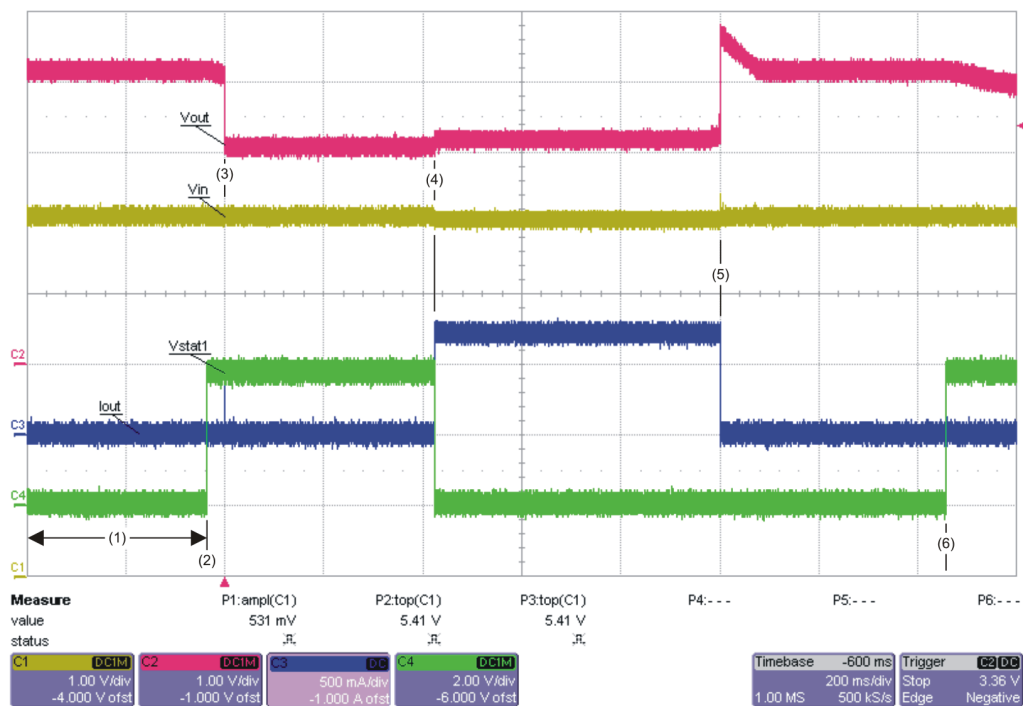 Vout
(3)
(4)
Vin
(5)
C2
Vstat1
Iout
C3
C4
(1)
(2)
(6)
C1
Measure P1:ampl(C1) P2:top(C1) P3:top(C1) P4:- - - P5:- - - P6:- - -
value 531 mV 5.41 V 5.41 V
status
C1 DC1M C2 DC1M C3 DC C4 DC1M Timebase -600 ms Trigger C2 DC
1.00 V/div 1.00 V/div 500 mA/div 2.00 V/div 200 ms/div Stop 3.36 V
-4.000 V ofst -1.000 V ofst -1.000 A ofst -6.000 V ofst 1.00 MS 500 kS/s Edge Negative